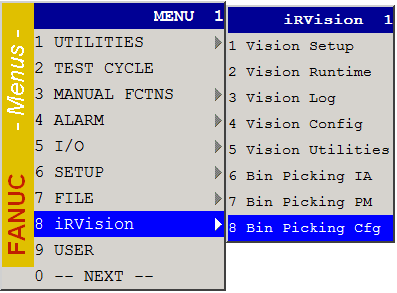 FANUC - Menus -
MENU 1
1 UTILITIES
2 TEST CYCLE
3 MANUAL FCTNS
4 ALARM
5 I/O
6 SETUP
7 FILE
8 iRVision
9 USER
0 -- NEXT --
iRVision 1
1 Vision Setup
2 Vision Runtime
3 Vision Log
4 Vision Config
5 Vision Utilities
6 Bin Picking IA
7 Bin Picking PM
8 Bin Picking Cfg